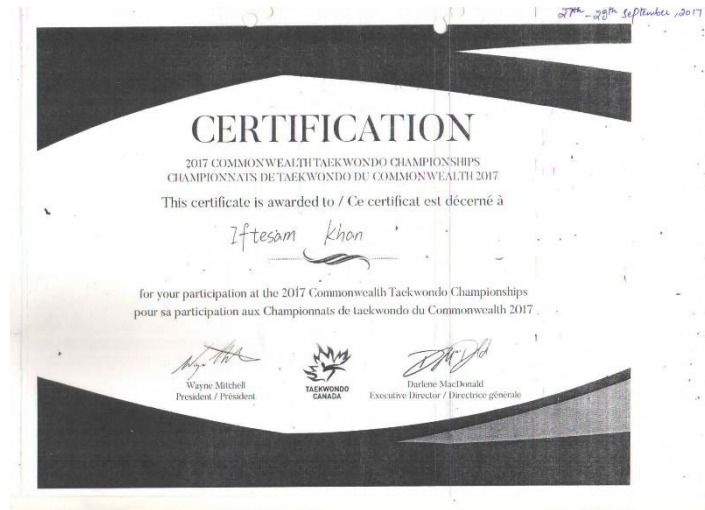 27th - 29th September, 2017
CERTIFICATION
2017 COMMONWEALTH TAEKWONDO CHAMPIONSHIPS
CHAMPIONNATS DE TAEKWONDO DU COMMONWEALTH 2017
This certificate is awarded to / Ce certificat est décerné à
Iftesam Khan
for your participation at the 2017 Commonwealth Taekwondo Championships
pour sa participation aux Championnats de taekwondo du Commonwealth 2017
Wayne Mitchell
President / Président
TAEKWONDO
CANADA
Darlene MacDonald
Executive Director / Directrice générale